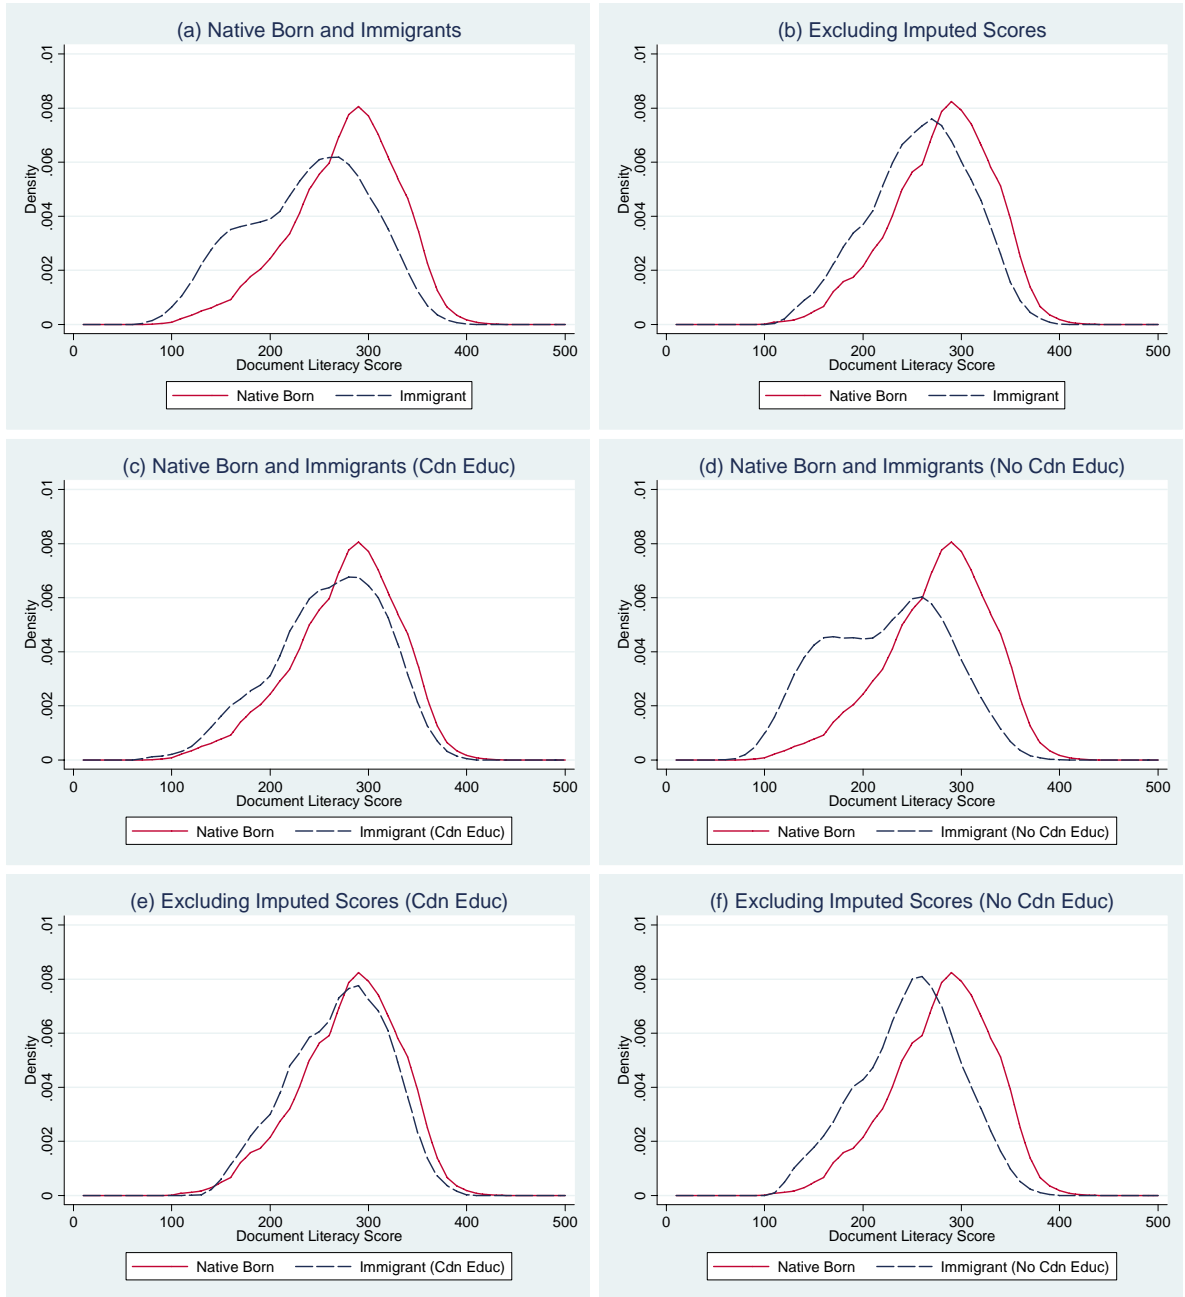 (a) Native Born and Immigrants
.01
.008
.006
.004
.002
0
Density
0 100 200 300 400 500
Document Literacy Score
Native Born Immigrant
(b) Excluding Imputed Scores
.01
.008
.006
.004
.002
0
Density
0 100 200 300 400 500
Document Literacy Score
Native Born Immigrant
(c) Native Born and Immigrants (Cdn Educ)
.01
.008
.006
.004
.002
0
Density
0 100 200 300 400 500
Document Literacy Score
Native Born Immigrant (Cdn Educ)
(d) Native Born and Immigrants (No Cdn Educ)
.01
.008
.006
.004
.002
0
Density
0 100 200 300 400 500
Document Literacy Score
Native Born Immigrant (No Cdn Educ)
(e) Excluding Imputed Scores (Cdn Educ)
.01
.008
.006
.004
.002
0
Density
0 100 200 300 400 500
Document Literacy Score
Native Born Immigrant (Cdn Educ)
(f) Excluding Imputed Scores (No Cdn Educ)
.01
.008
.006
.004
.002
0
Density
0 100 200 300 400 500
Document Literacy Score
Native Born Immigrant (No Cdn Educ)